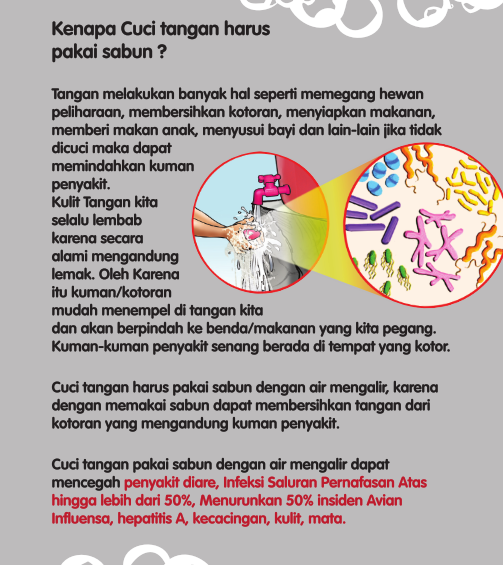 Kenapa Cuci tangan harus
pakai sabun ?
Tangan melakukan banyak hal seperti memegang hewan
peliharaan, membersihkan kotoran, menyiapkan makanan,
memberi makan anak, menyusui bayi dan lain-lain jika tidak
dicuci maka dapat
memindahkan kuman
penyakit.
Kulit Tangan kita
selalu lembab
karena secara
alami mengandung
lemak. Oleh Karena
itu kuman/kotoran
mudah menempel di tangan kita
dan akan berpindah ke benda/makanan yang kita pegang.
Kuman-kuman penyakit senang berada di tempat yang kotor.
Cuci tangan harus pakai sabun dengan air mengalir, karena
dengan memakai sabun dapat membersihkan tangan dari
kotoran yang mengandung kuman penyakit.
Cuci tangan pakai sabun dengan air mengalir dapat
mencegah penyakit diare, Infeksi Saluran Pernafasan Atas
hingga lebih dari 50%, Menurunkan 50% insiden Avian
Influensa, hepatitis A, kecacingan, kulit, mata.